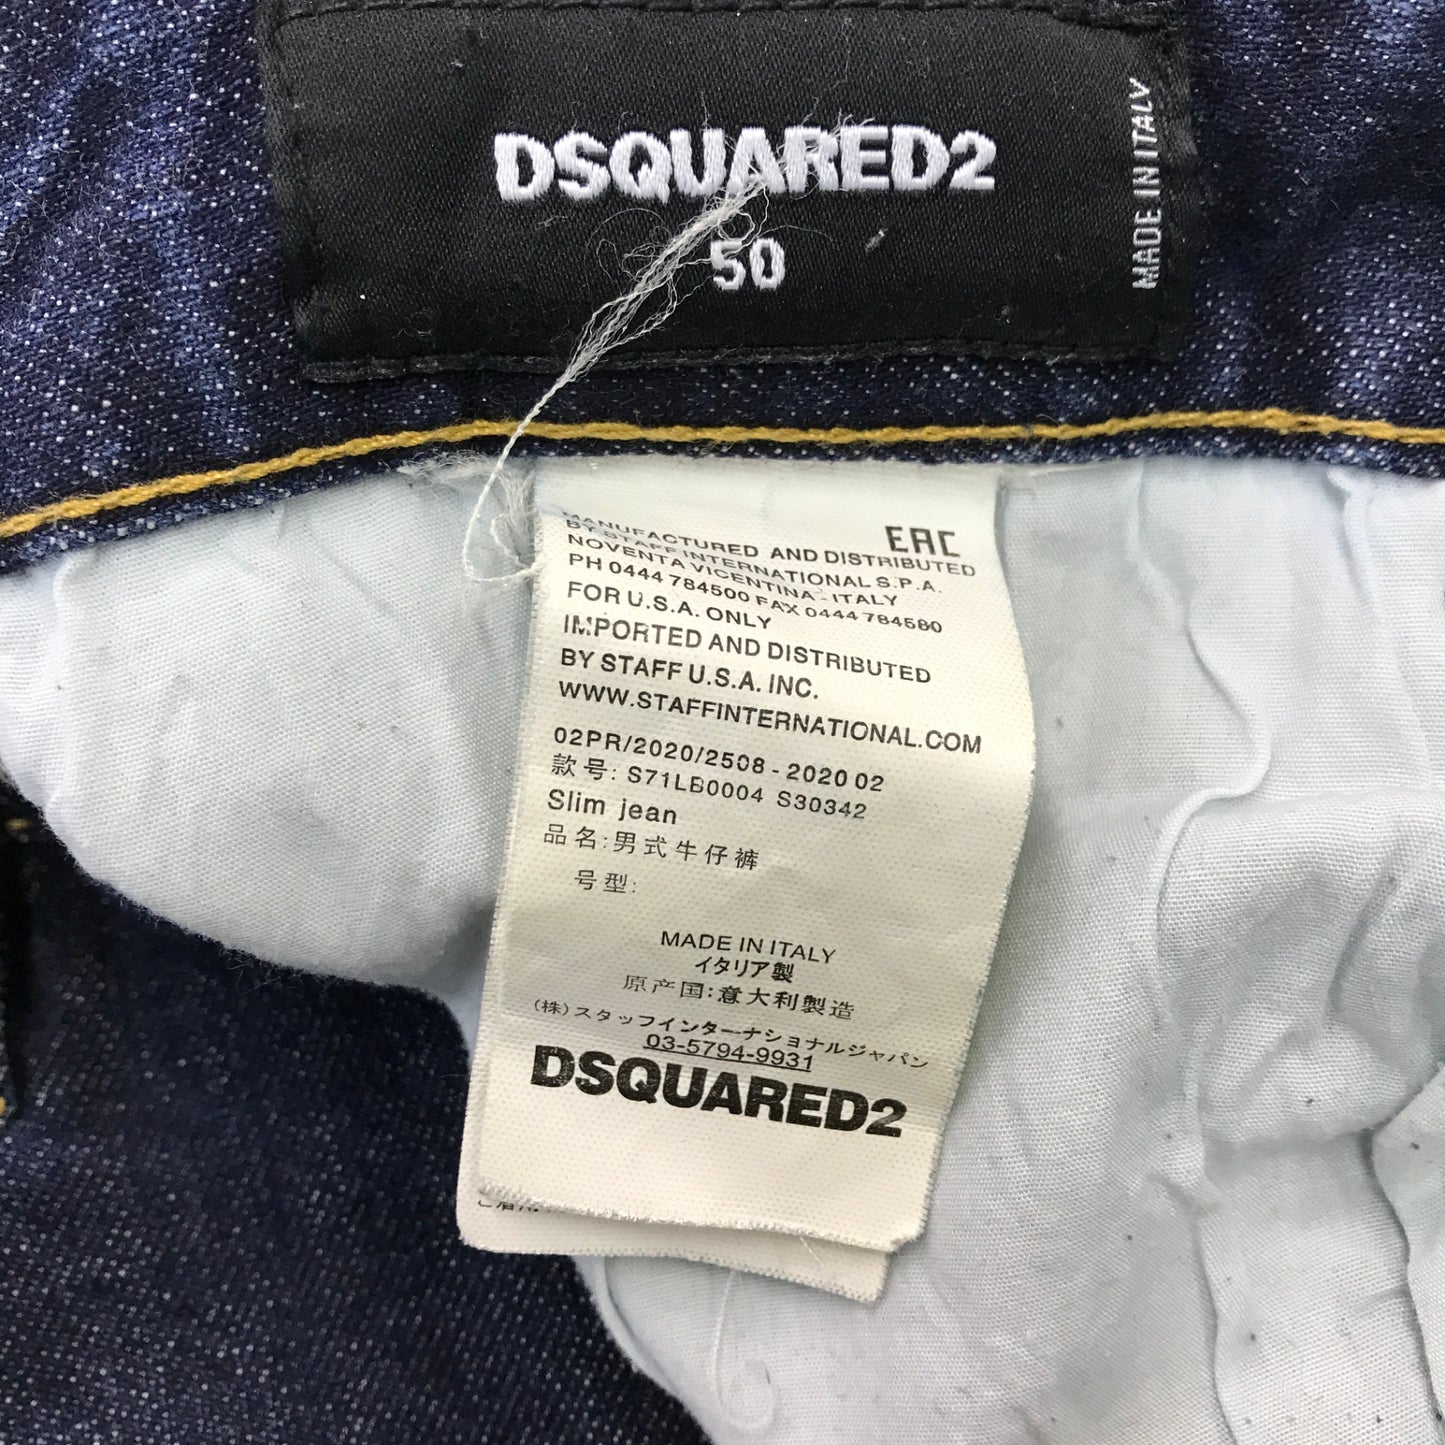 DSQUARED2
50
MADE IN ITALY
EAC
MANUFACTURED AND DISTRIBUTED
BY STAFF INTERNATIONAL S.P.A.
NOVENTA VICENTINA - ITALY
PH 0444 784500 FAX 0444 784580
FOR U.S.A. ONLY
IMPORTED AND DISTRIBUTED
BY STAFF U.S.A. INC.
WWW.STAFFINTERNATIONAL.COM
02PR/2020/2508 - 2020 02
款号: S71LB0004 S30342
Slim jean
品名: 男式牛仔裤
号型:
MADE IN ITALY
イタリア製
原产国: 意大利製造
(株)スタッフインターナショナルジャパン
03-5794-9931
DSQUARED2